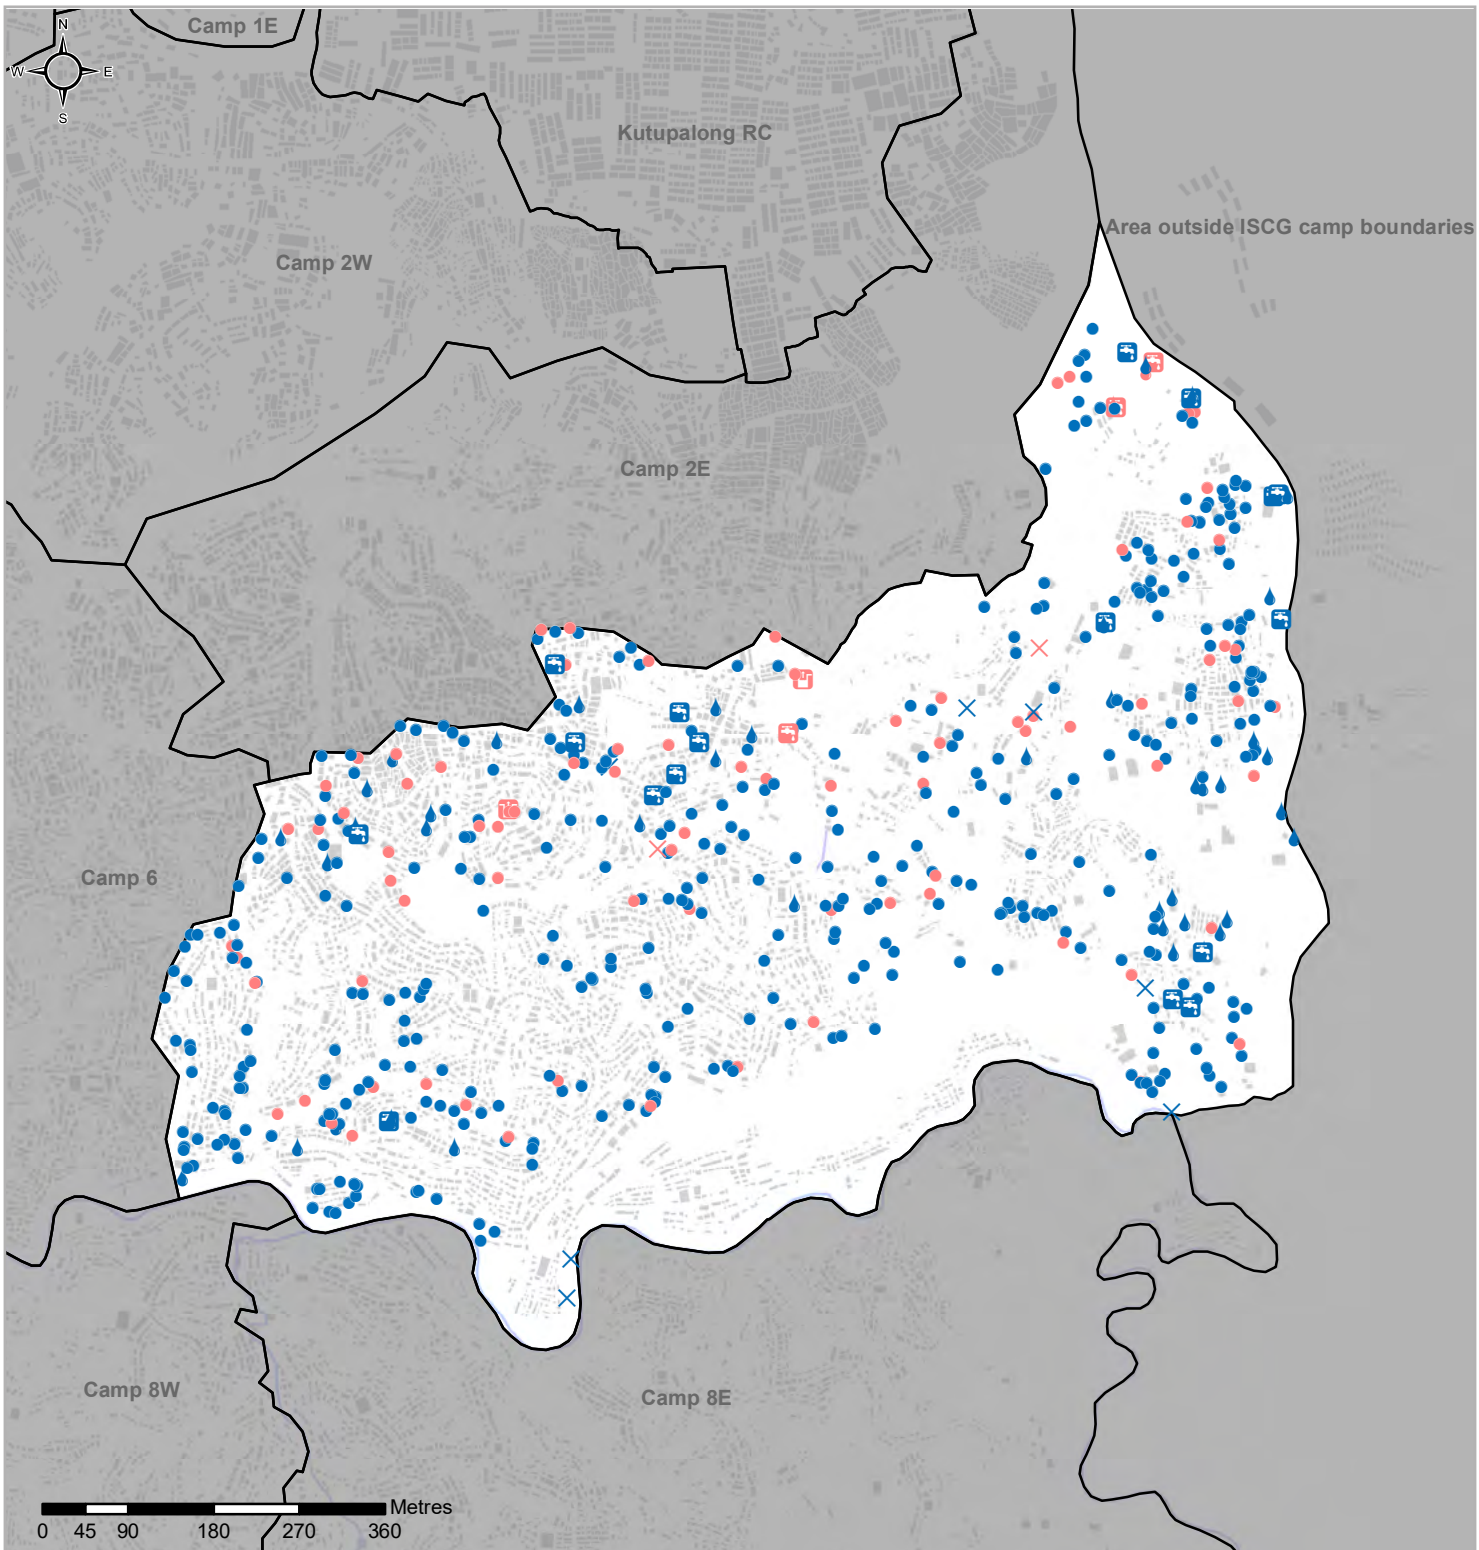 Camp 1E
N
W
E
S
Kutupalong RC
Area outside ISCG camp boundaries
Camp 2W
Camp 2E
Camp 6
Camp 8W
Camp 8E
Metres
0 45 90 180 270 360